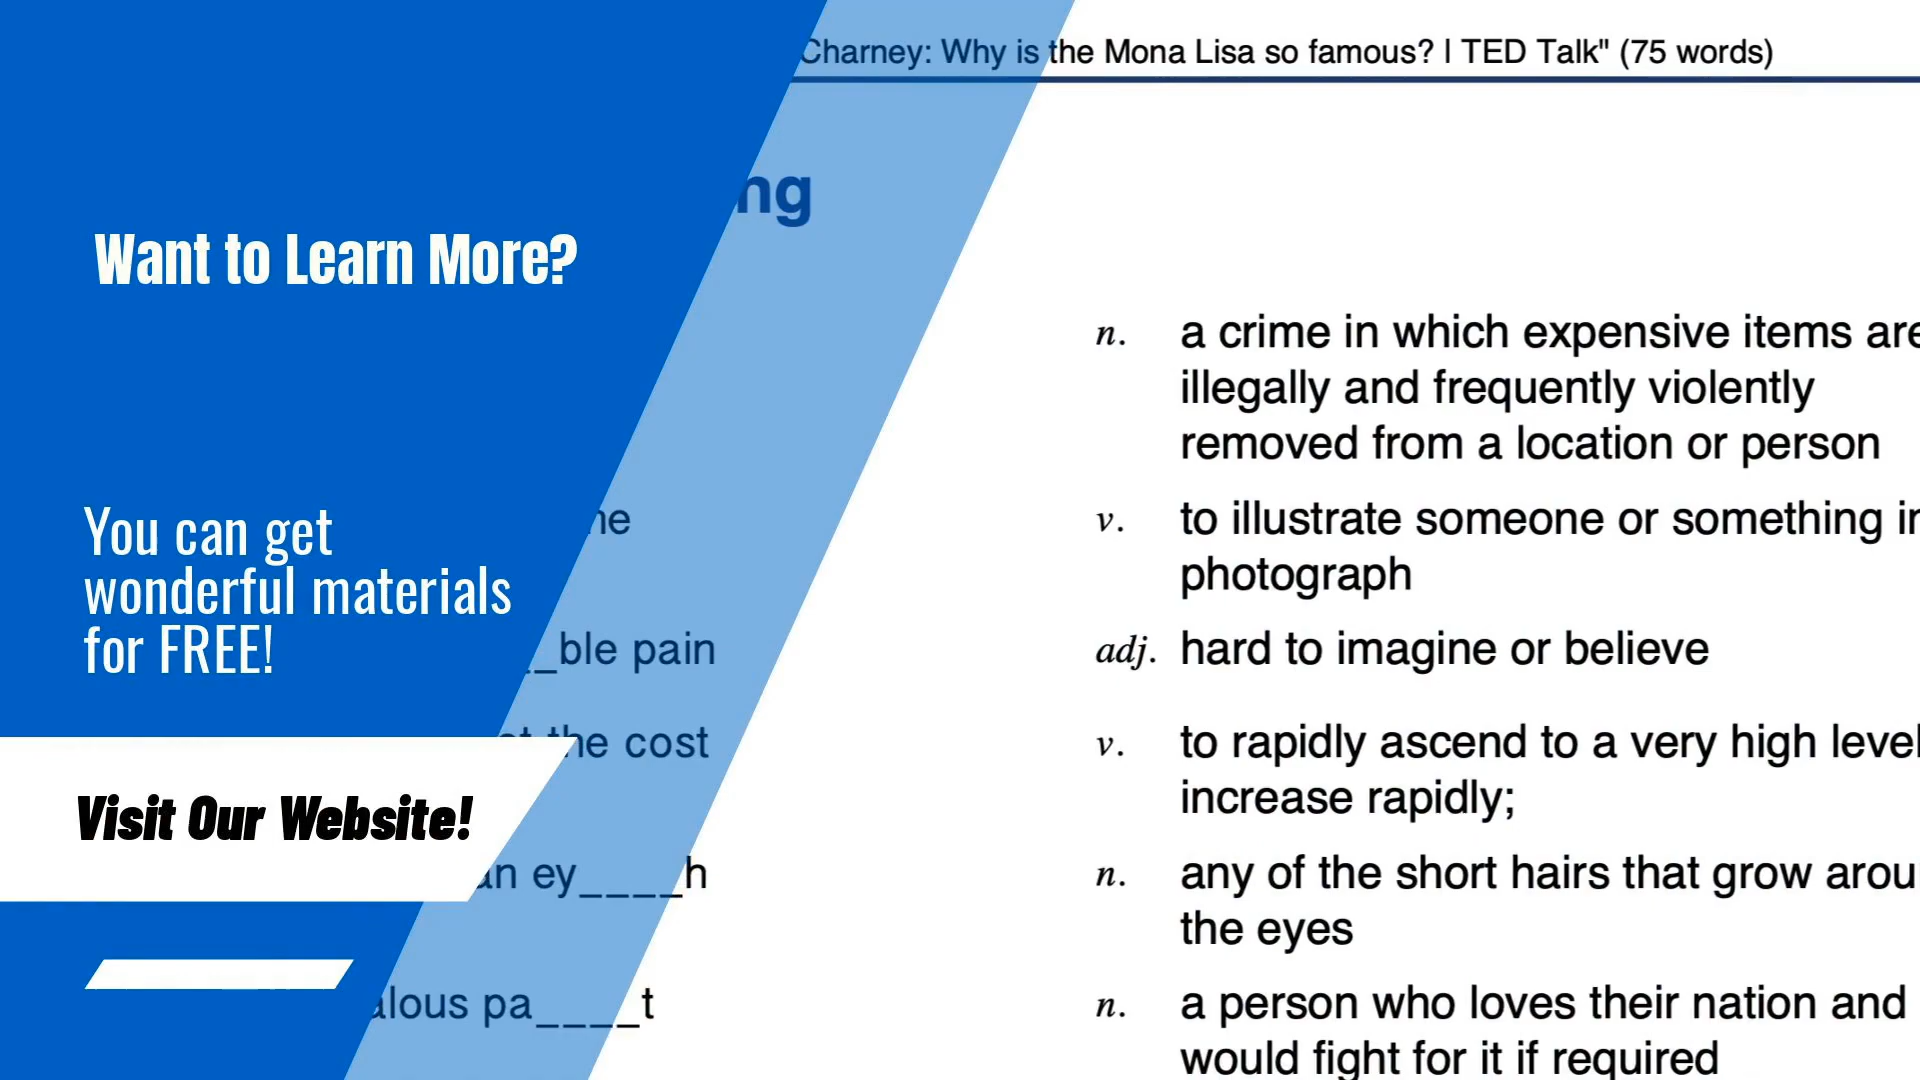 Charney: Why is the Mona Lisa so famous? | TED Talk" (75 words)
ng
Want to Learn More?
n. a crime in which expensive items are
illegally and frequently violently
removed from a location or person
You can get
wonderful materials
for FREE!
v. to illustrate someone or something in
photograph
_ble pain
adj. hard to imagine or believe
the cost
v. to rapidly ascend to a very high level
increase rapidly;
Visit Our Website!
an ey____h
n. any of the short hairs that grow arou
the eyes
alous pa____t
n. a person who loves their nation and
would fight for it if required